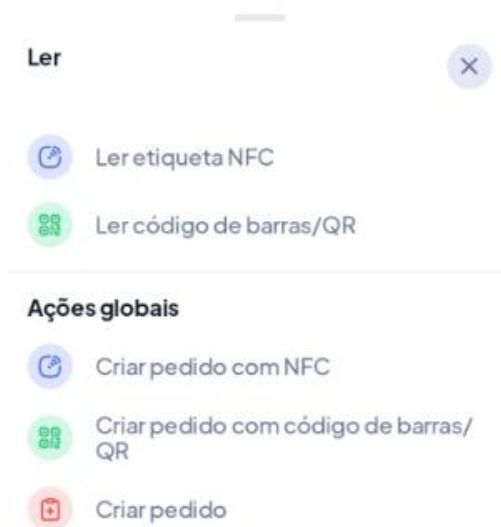 Ler
Ler etiqueta NFC
Ler código de barras/QR
Ações globais
Criar pedido com NFC
Criar pedido com código de barras/
QR
Criar pedido